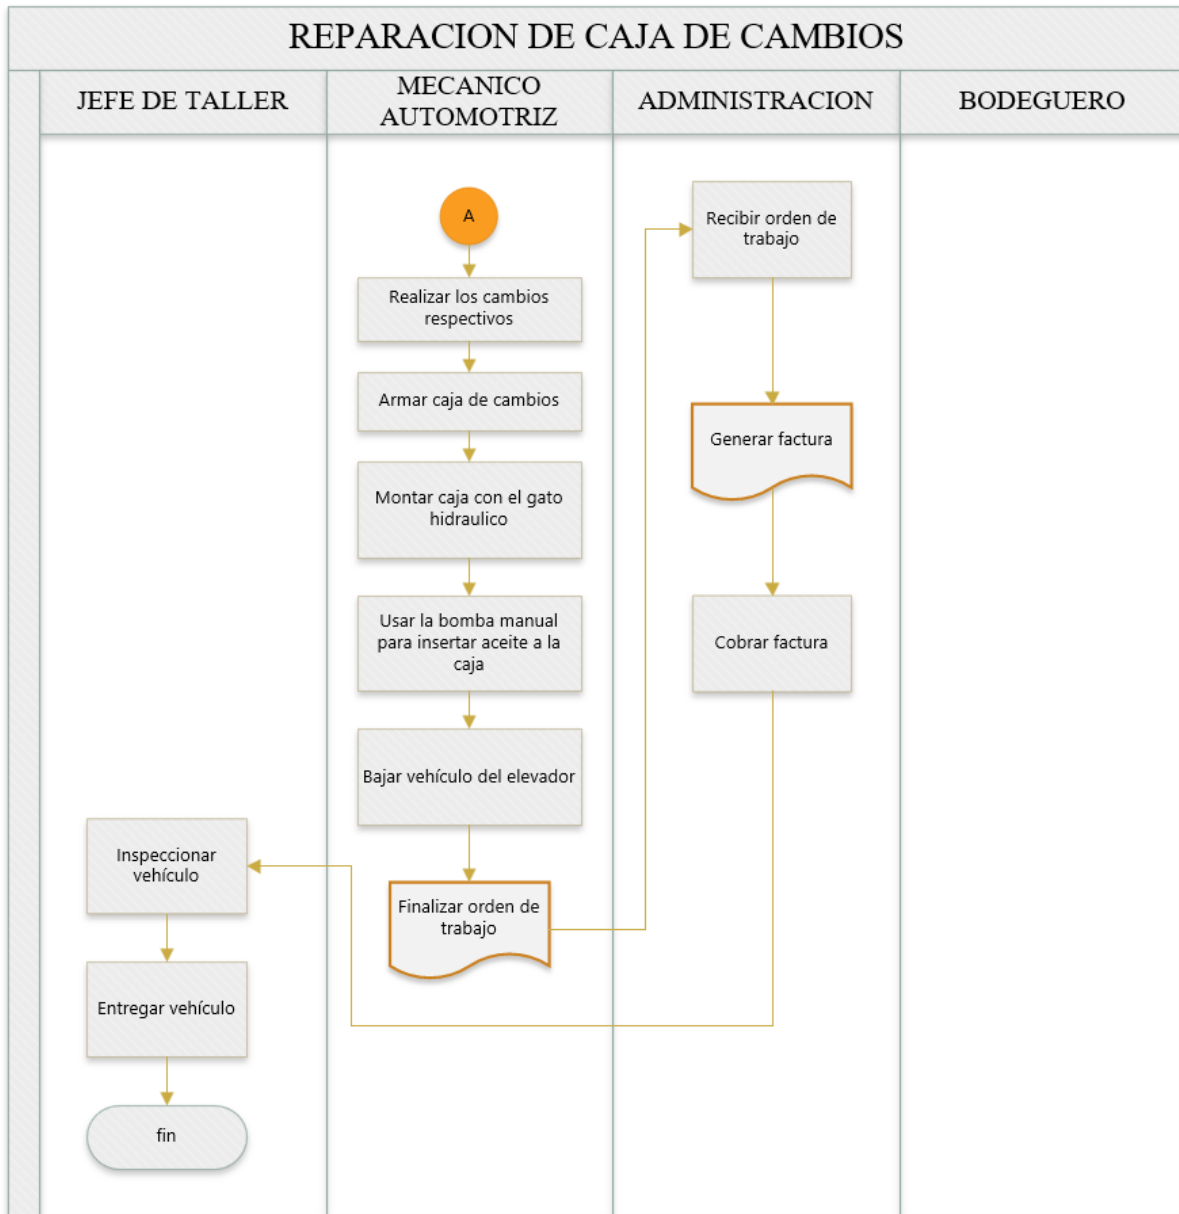 REPARACION DE CAJA DE CAMBIOS
JEFE DE TALLER
MECANICO
AUTOMOTRIZ
ADMINISTRACION
BODEGUERO
A
Realizar los cambios
respectivos
Armar caja de cambios
Montar caja con el gato
hidraulico
Usar la bomba manual
para insertar aceite a la
caja
Bajar vehículo del elevador
Finalizar orden de
trabajo
Recibir orden de
trabajo
Generar factura
Cobrar factura
Inspeccionar
vehículo
Entregar vehículo
fin